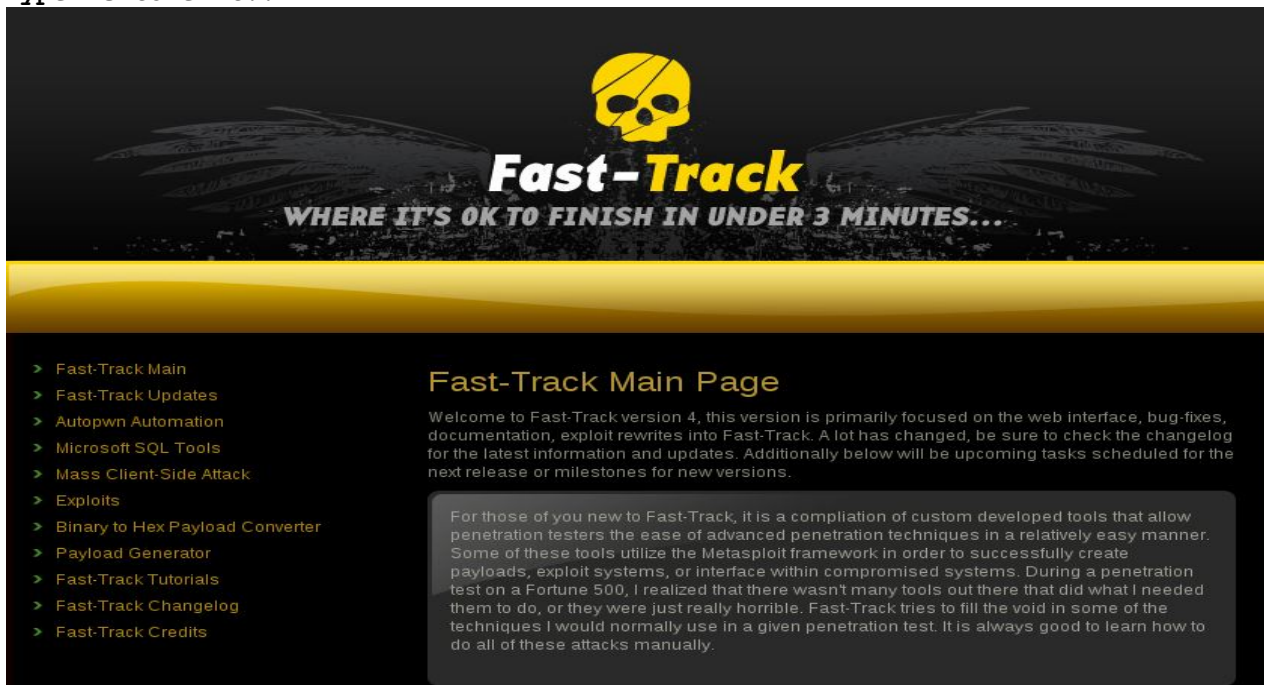 Fast-Track
WHERE IT'S OK TO FINISH IN UNDER 3 MINUTES...
Fast-Track Main
Fast-Track Updates
Autopwn Automation
Microsoft SQL Tools
Mass Client-Side Attack
Exploits
Binary to Hex Payload Converter
Payload Generator
Fast-Track Tutorials
Fast-Track Changelog
Fast-Track Credits
Fast-Track Main Page
Welcome to Fast-Track version 4, this version is primarily focused on the web interface, bug-fixes,
documentation, exploit rewrites into Fast-Track. A lot has changed, be sure to check the changelog
for the latest information and updates. Additionally below will be upcoming tasks scheduled for the
next release or milestones for new versions.
For those of you new to Fast-Track, it is a compliation of custom developed tools that allow
penetration testers the ease of advanced penetration techniques in a relatively easy manner.
Some of these tools utilize the Metasploit framework in order to successfully create
payloads, exploit systems, or interface within compromised systems. During a penetration
test on a Fortune 500, I realized that there wasn't many tools out there that did what I needed
them to do, or they were just really horrible. Fast-Track tries to fill the void in some of the
techniques I would normally use in a given penetration test. It is always good to learn how to
do all of these attacks manually.